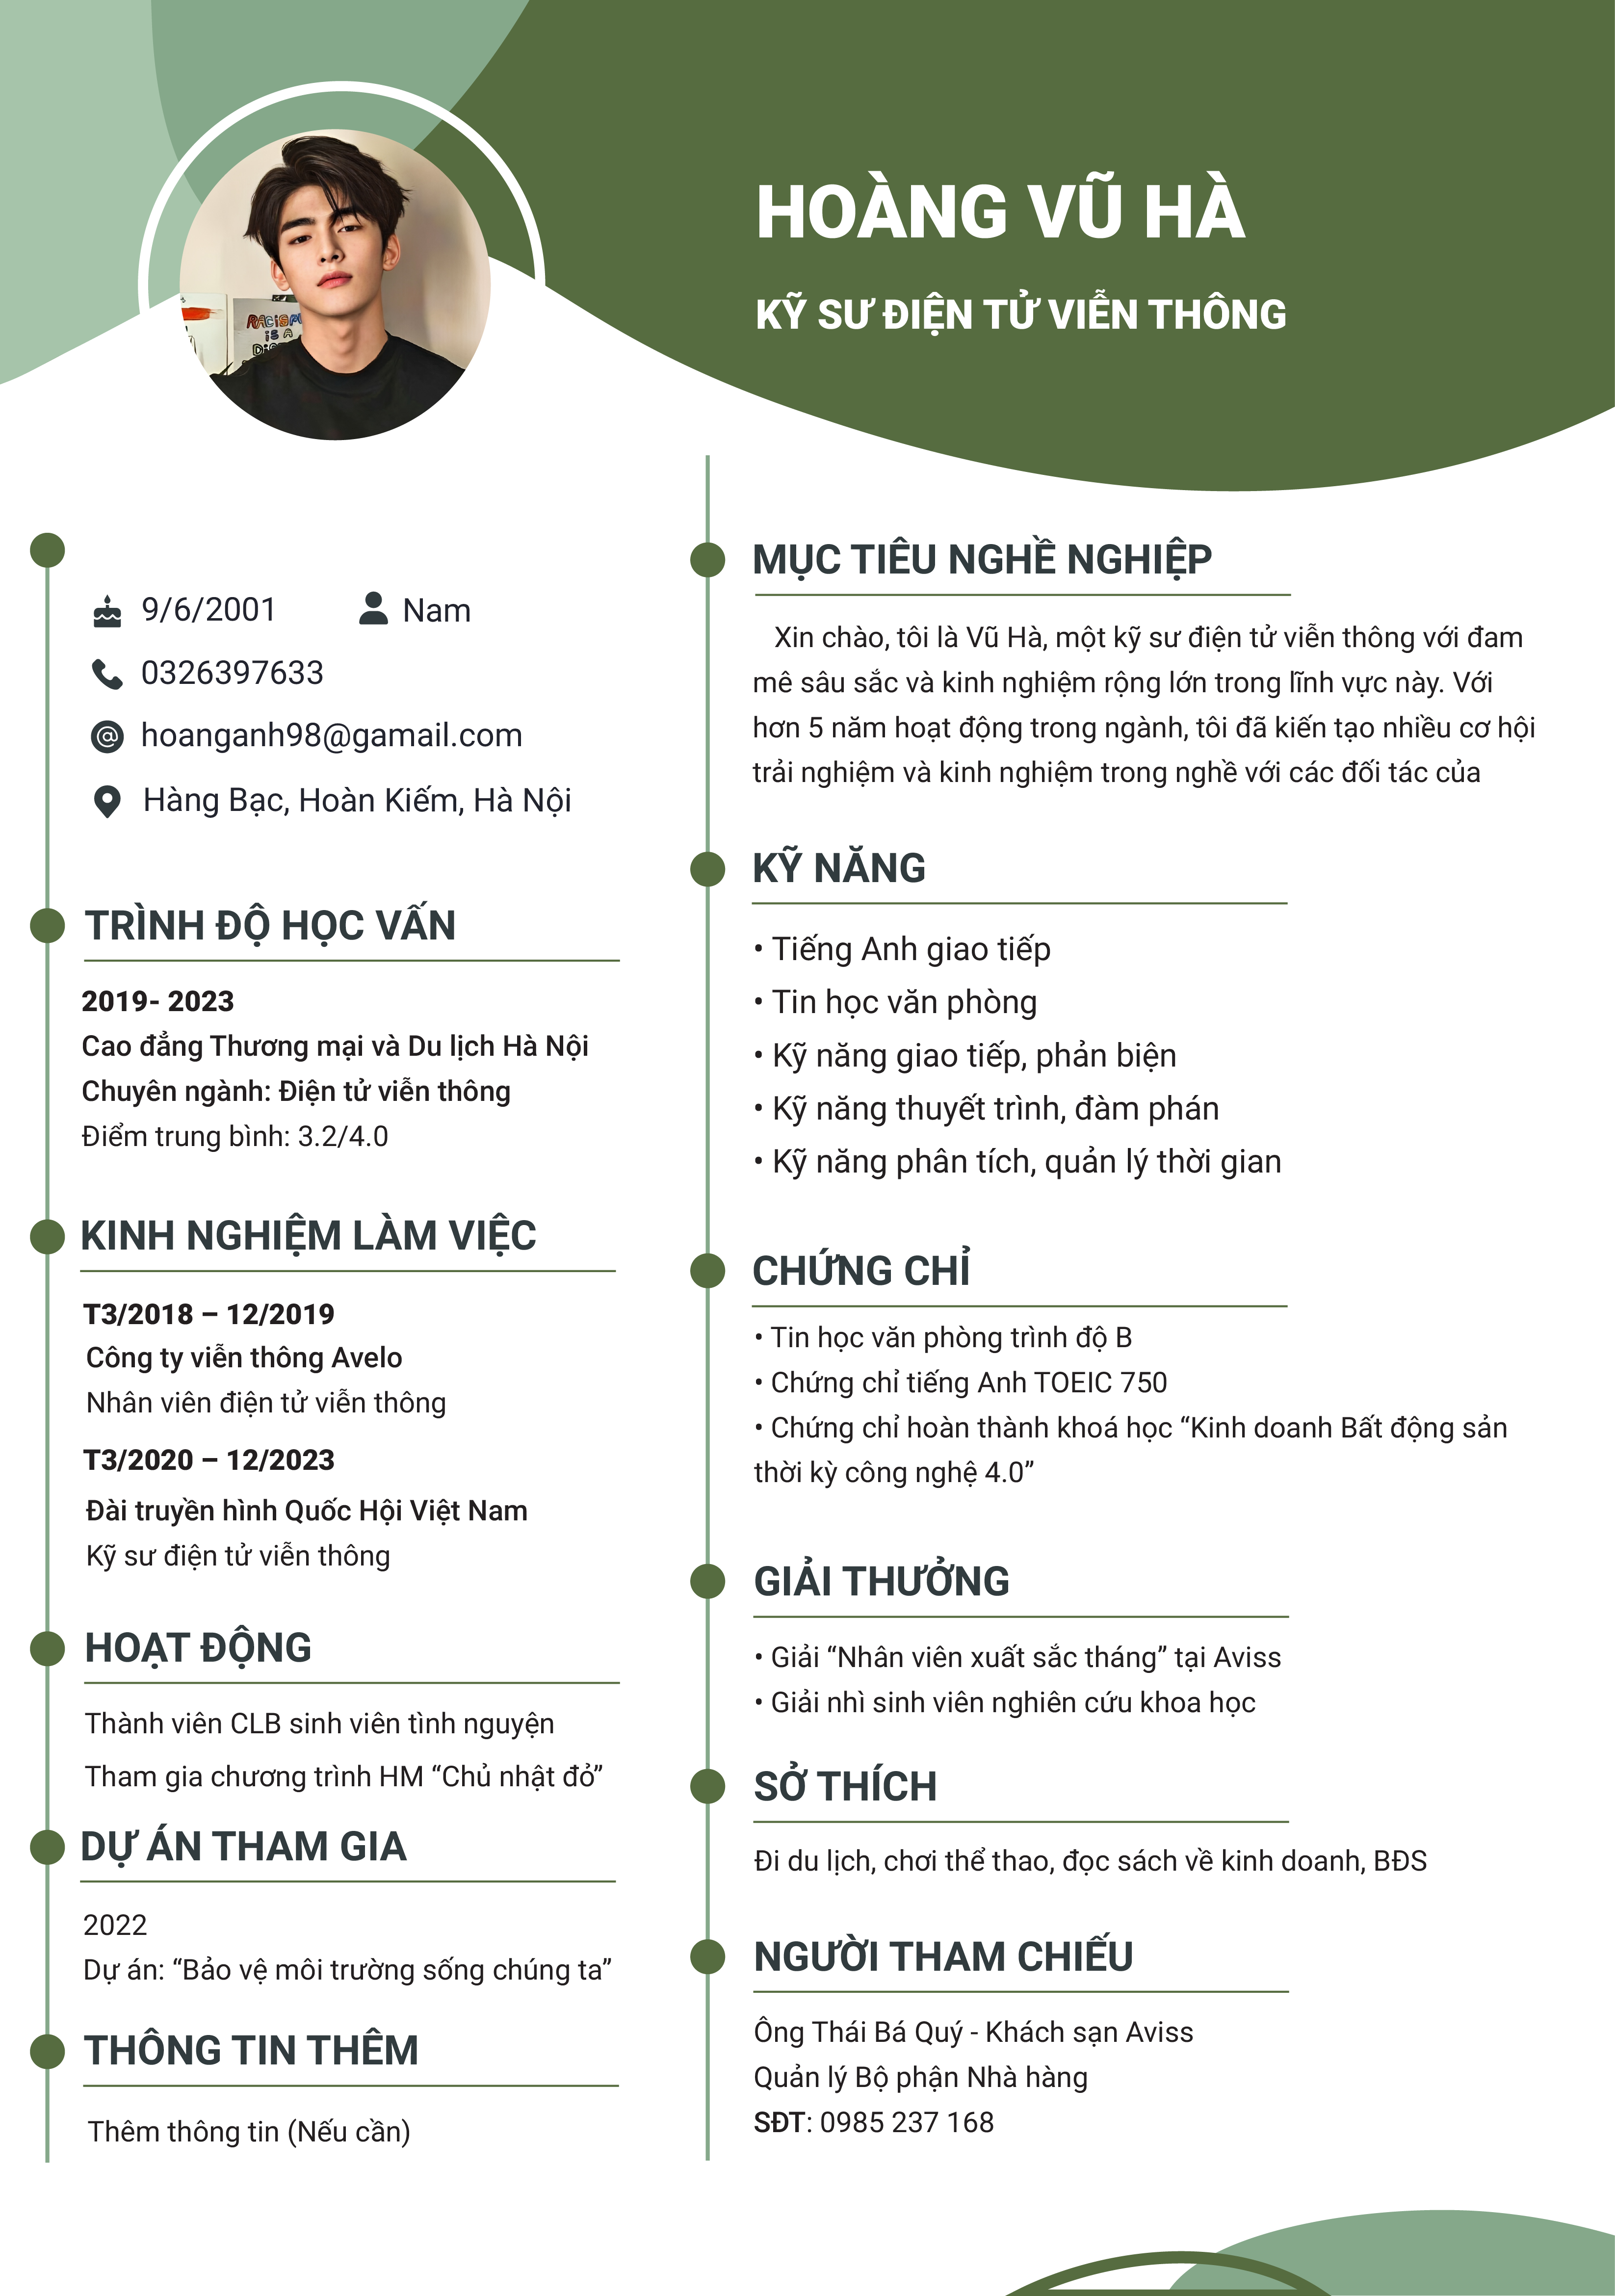 HOÀNG VŨ HÀ
KỸ SƯ ĐIỆN TỬ VIỄN THÔNG
RACISM
IS A
9/6/2001
Nam
0326397633
hoanganh98@gamail.com
Hàng Bạc, Hoàn Kiếm, Hà Nội
TRÌNH ĐỘ HỌC VẤN
2019- 2023
Cao đẳng Thương mại và Du lịch Hà Nội
Chuyên ngành: Điện tử viễn thông
Điểm trung bình: 3.2/4.0
KINH NGHIỆM LÀM VIỆC
T3/2018 – 12/2019
Công ty viễn thông Avelo
Nhân viên điện tử viễn thông
T3/2020 – 12/2023
Đài truyền hình Quốc Hội Việt Nam
Kỹ sư điện tử viễn thông
HOẠT ĐỘNG
Thành viên CLB sinh viên tình nguyện
Tham gia chương trình HM “Chủ nhật đỏ”
DỰ ÁN THAM GIA
2022
Dự án: “Bảo vệ môi trường sống chúng ta”
THÔNG TIN THÊM
Thêm thông tin (Nếu cần)
MỤC TIÊU NGHỀ NGHIỆP
Xin chào, tôi là Vũ Hà, một kỹ sư điện tử viễn thông với đam
mê sâu sắc và kinh nghiệm rộng lớn trong lĩnh vực này. Với
hơn 5 năm hoạt động trong ngành, tôi đã kiến tạo nhiều cơ hội
trải nghiệm và kinh nghiệm trong nghề với các đối tác của
KỸ NĂNG
• Tiếng Anh giao tiếp
• Tin học văn phòng
• Kỹ năng giao tiếp, phản biện
• Kỹ năng thuyết trình, đàm phán
• Kỹ năng phân tích, quản lý thời gian
CHỨNG CHỈ
• Tin học văn phòng trình độ B
• Chứng chỉ tiếng Anh TOEIC 750
• Chứng chỉ hoàn thành khoá học “Kinh doanh Bất động sản
thời kỳ công nghệ 4.0”
GIẢI THƯỞNG
• Giải “Nhân viên xuất sắc tháng” tại Aviss
• Giải nhì sinh viên nghiên cứu khoa học
SỞ THÍCH
Đi du lịch, chơi thể thao, đọc sách về kinh doanh, BĐS
NGƯỜI THAM CHIẾU
Ông Thái Bá Quý - Khách sạn Aviss
Quản lý Bộ phận Nhà hàng
SĐT: 0985 237 168